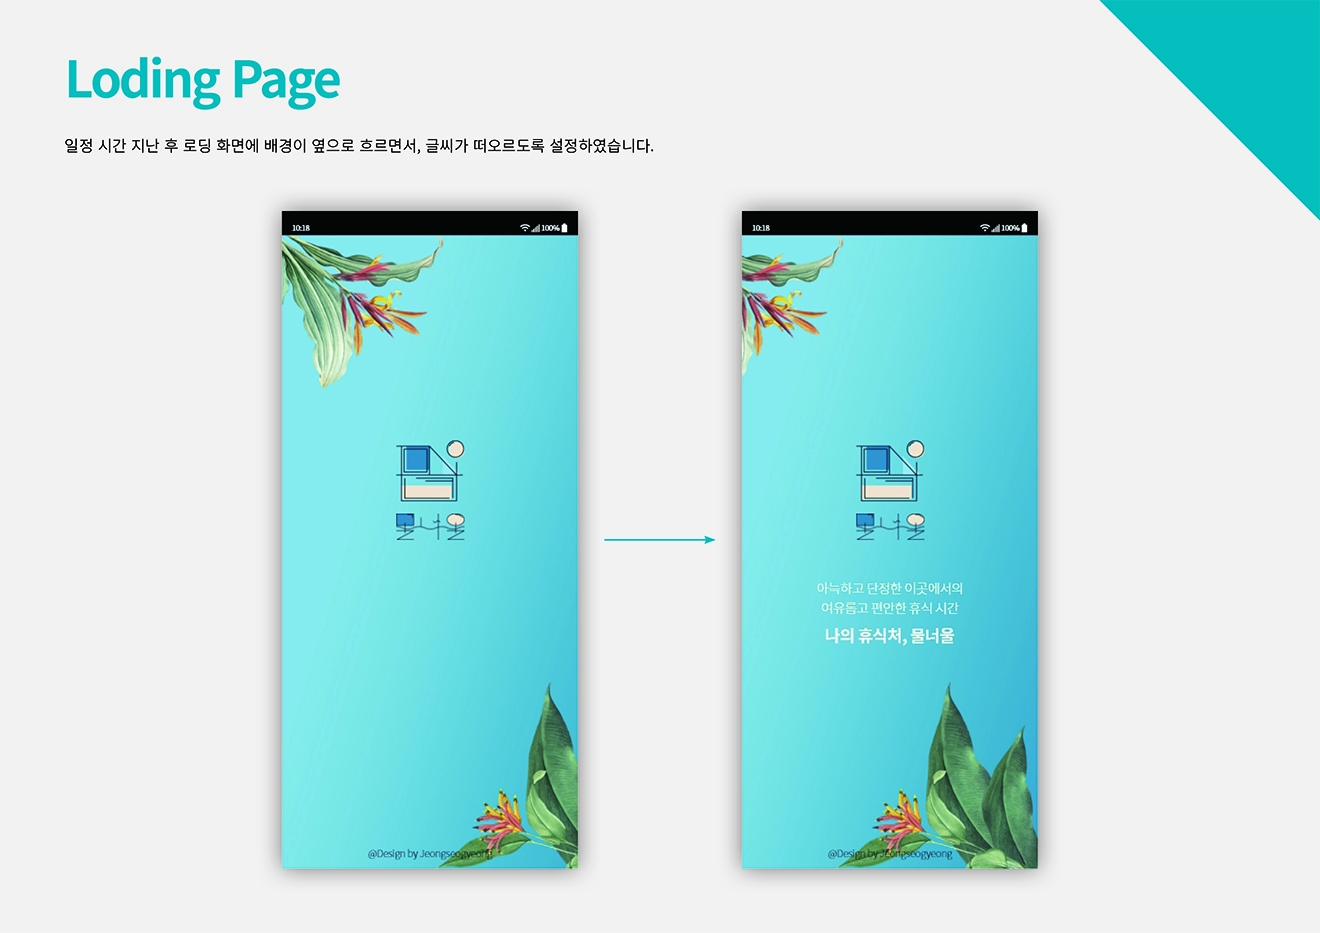 Loding Page
일정 시간 지난 후 로딩 화면에 배경이 옆으로 흐르면서, 글씨가 떠오르도록 설정하였습니다.
10:18
100%
물너울
@Design by Jeongseogyeong
10:18
100%
물너울
아늑하고 단정한 이곳에서의
여유롭고 편안한 휴식 시간
나의 휴식처, 물너울
@Design by Jeongseogyeong